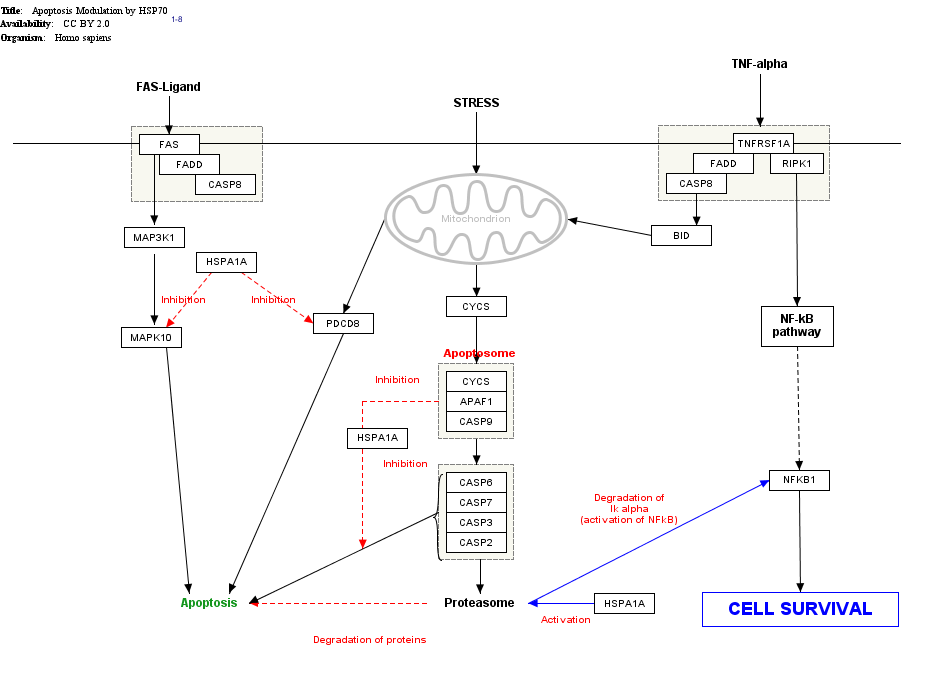 Title: Apoptosis Modulation by HSP70
1-8
Availability: CC BY 2.0
Organism: Homo sapiens
TNF-alpha
FAS-Ligand
STRESS
FAS
TNFRSF1A
FADD
FADD
RIPK1
CASP8
CASP8
Mitochondrion
MAP3K1
BID
HSPA1A
Inhibition
Inhibition
CYCS
PDCD8
MAPK10
NF-kB
pathway
Apoptosome
Inhibition
CYCS
APAF1
CASP9
HSPA1A
Inhibition
CASP6
CASP7
CASP3
CASP2
NFKB1
Degradation of
Ik alpha
(activation of NFkB)
Apoptosis
Proteasome
HSPA1A
CELL SURVIVAL
Activation
Degradation of proteins